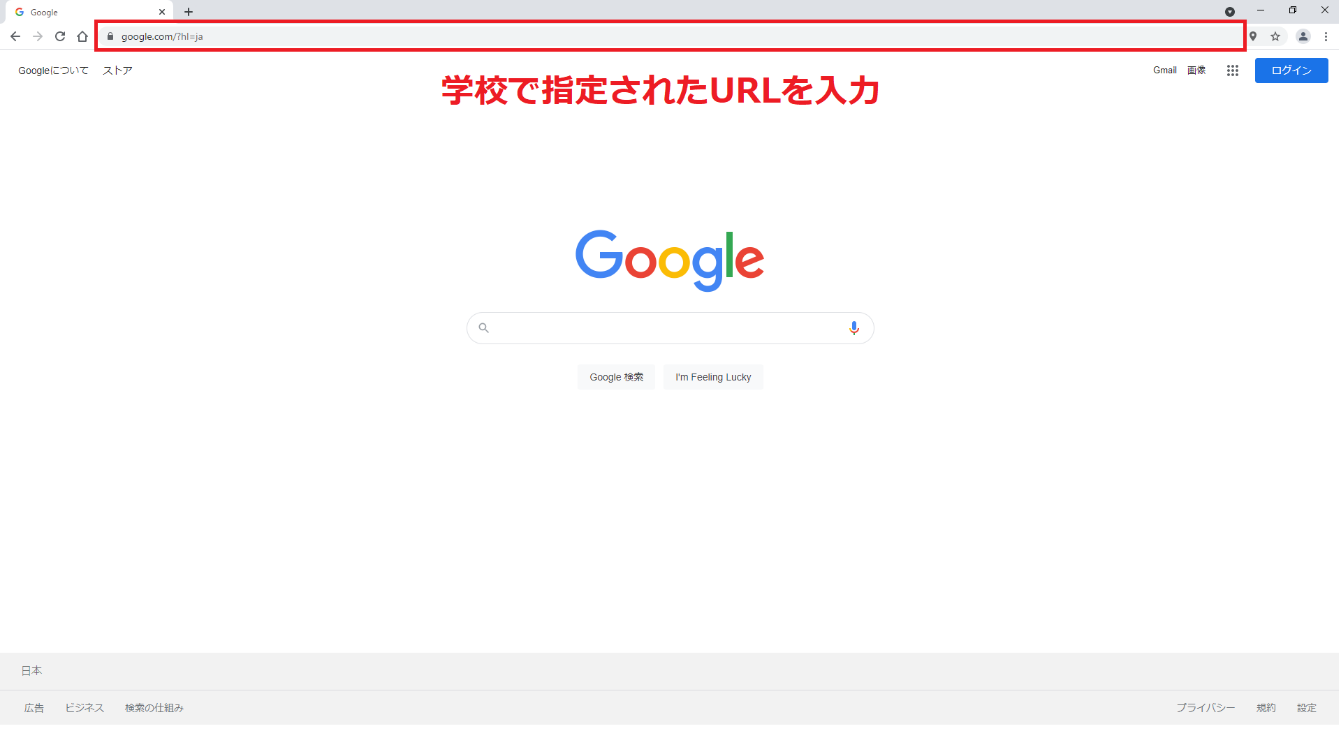 Google
google.com/?hl=ja
Googleについて ストア
Gmail 画像 ログイン
学校で指定されたURLを入力
Google
Google 検索 I'm Feeling Lucky
日本
広告 ビジネス 検索の仕組み プライバシー 規約 設定